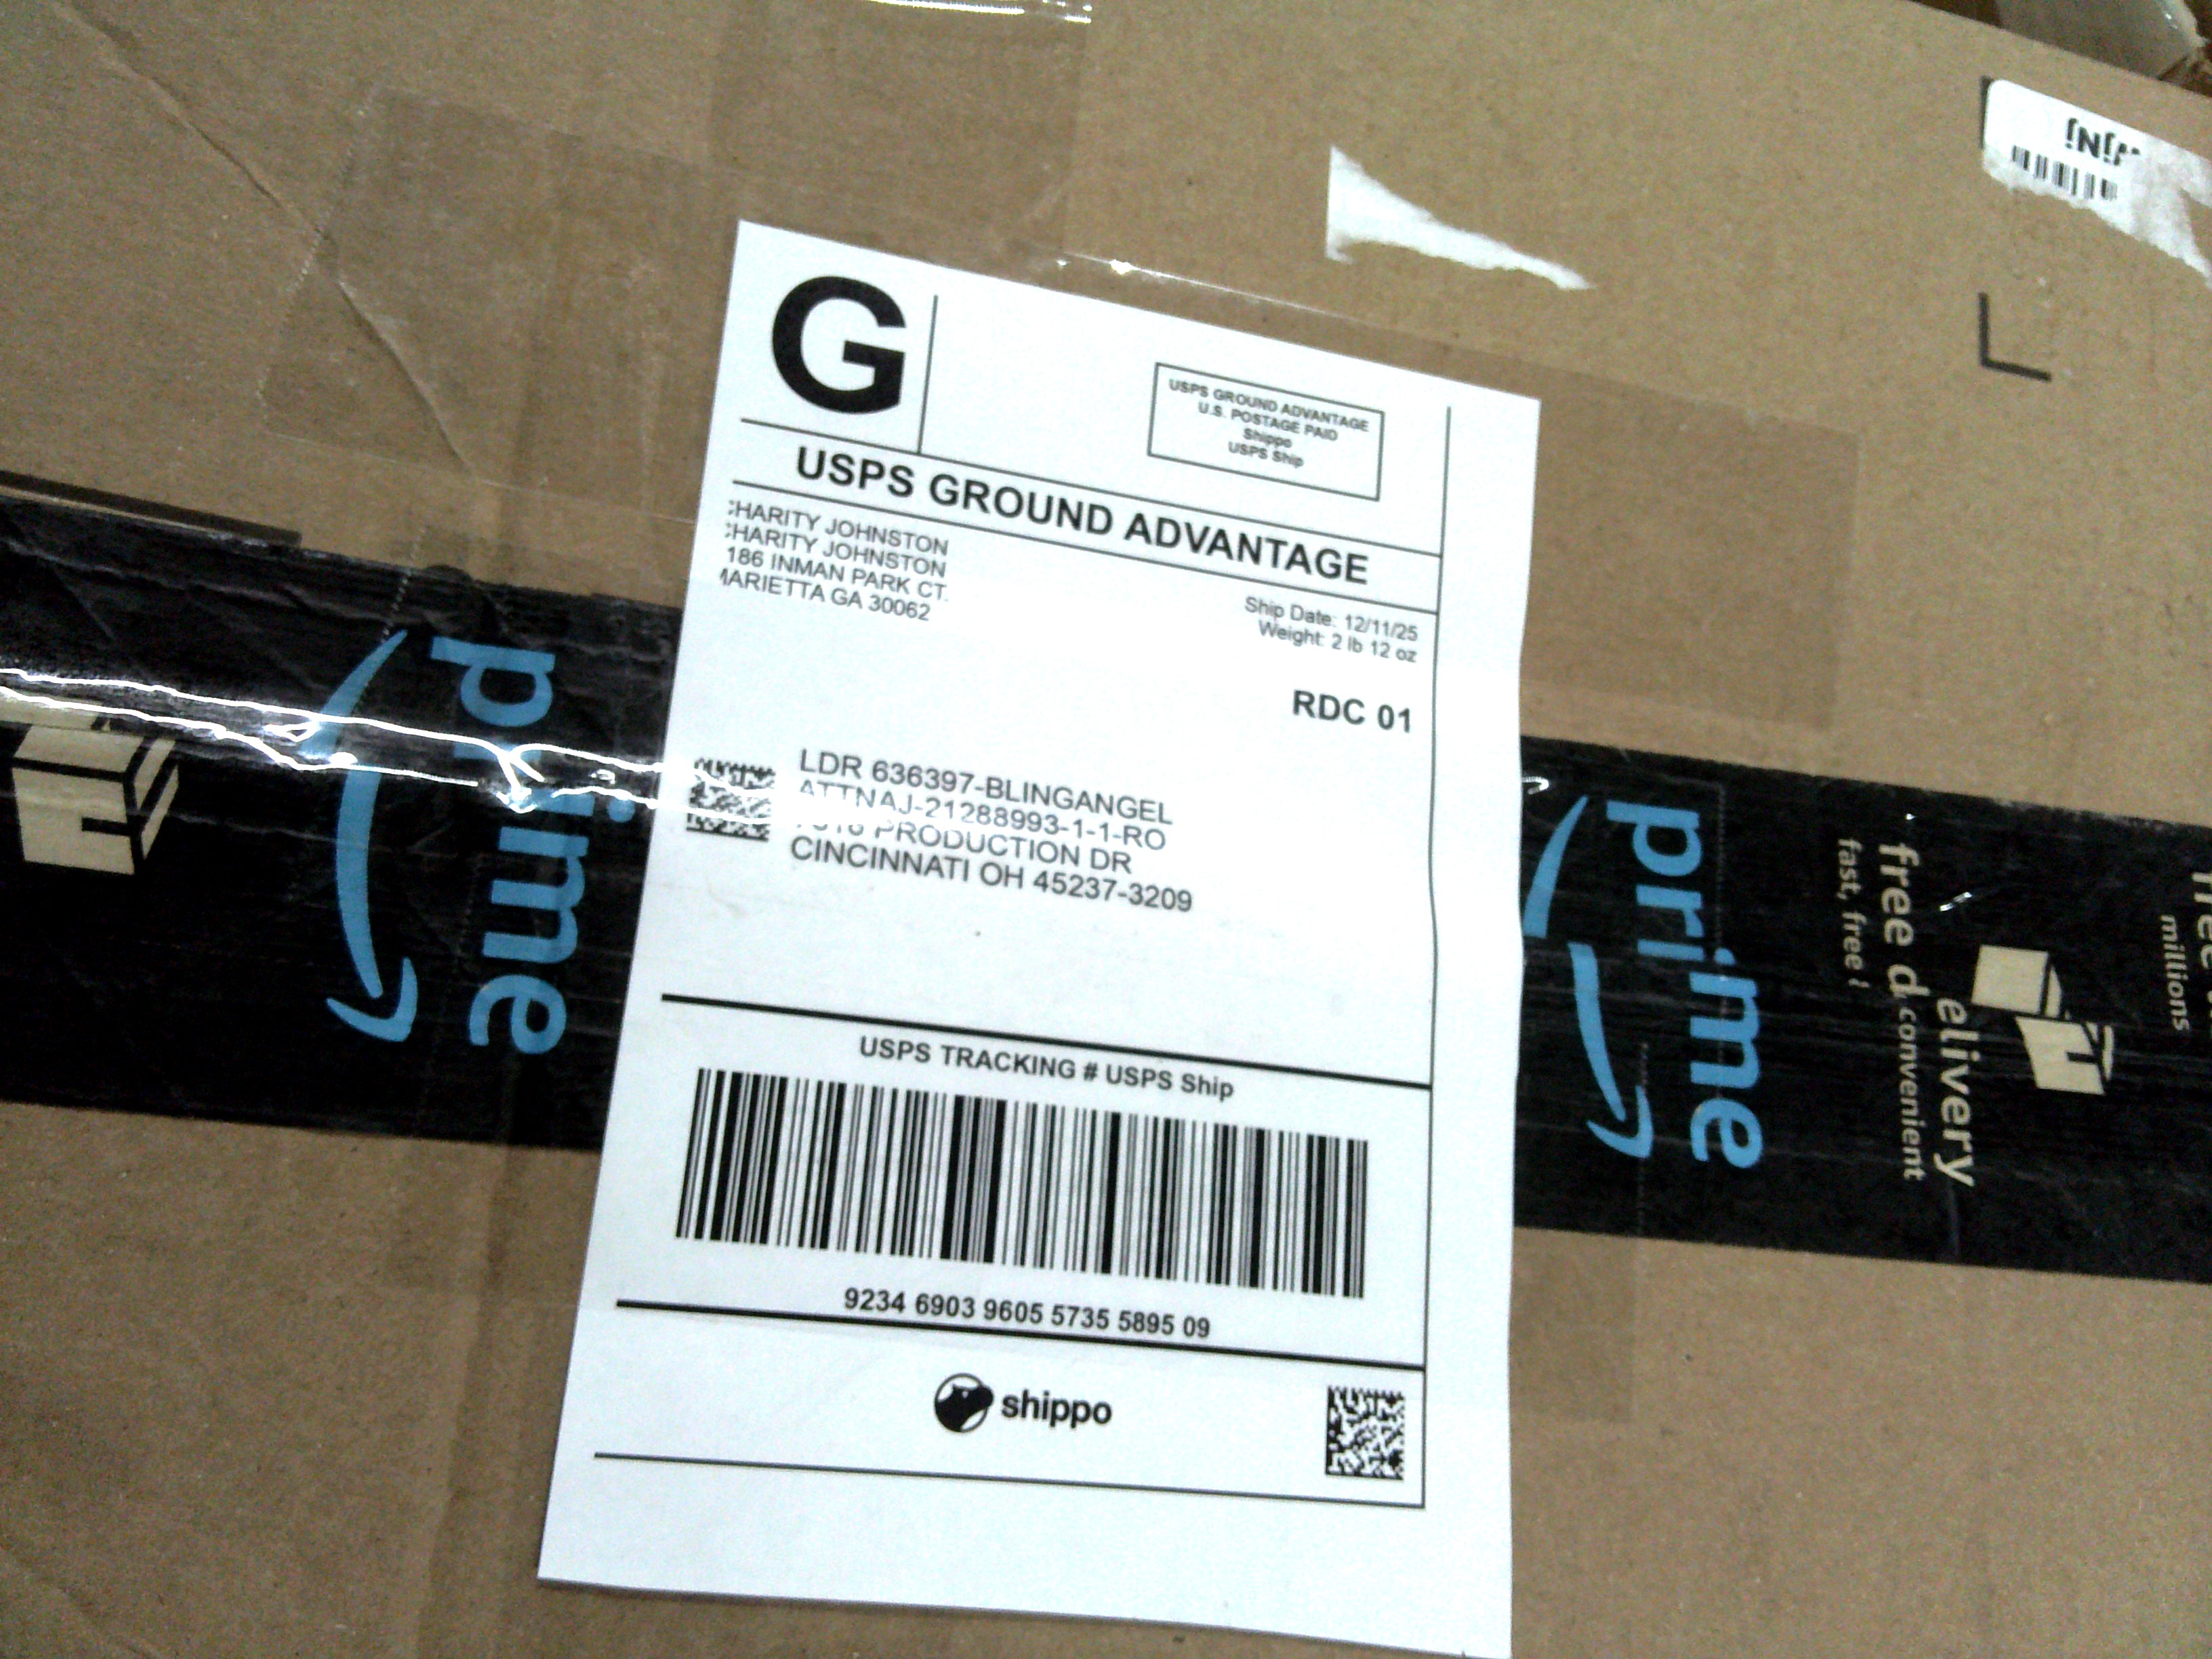 G
USPS GROUND ADVANTAGE
U.S. POSTAGE PAID
Shippo
USPS Ship
USPS GROUND ADVANTAGE
HARITY JOHNSTON
HARITY JOHNSTON
186 INMAN PARK CT.
MARIETTA GA 30062
Ship Date: 12/11/25
Weight: 2 lb 12 oz
RDC 01
LDR 636397-BLINGANGEL
ATTNAJ-21288993-1-1-RO
PRODUCTION DR
CINCINNATI OH 45237-3209
USPS TRACKING # USPS Ship
9234 6903 9605 5735 5895 09
shippo
prime
prime
free d elivery
fast, free convenient
millions